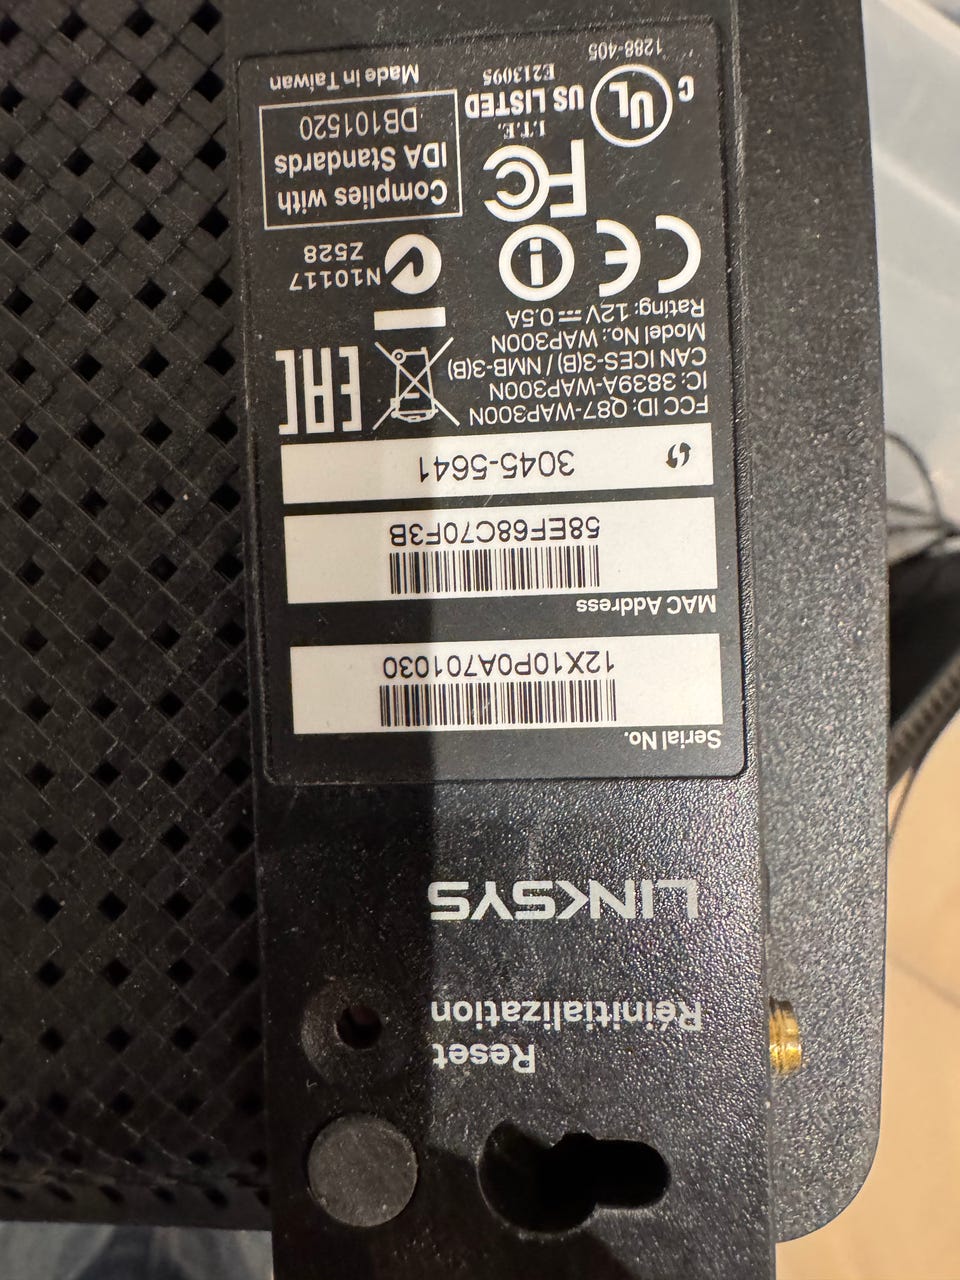 Reset
Réinitialization
LINKSYS
Serial No.
12X10P0A701030
MAC Address
58EF68C70F3B
3045-5641
FCC ID: Q87-WAP300N
IC: 3839A-WAP300N
CAN ICES-3(B) / NMB-3(B)
Model No.: WAP300N
Rating: 12V⎓0.5A
EAC
CE
N10117
Z528
FC
I.T.E.
C UL US LISTED
E213095
1288-405
Complies with
IDA Standards
DB101520
Made in Taiwan